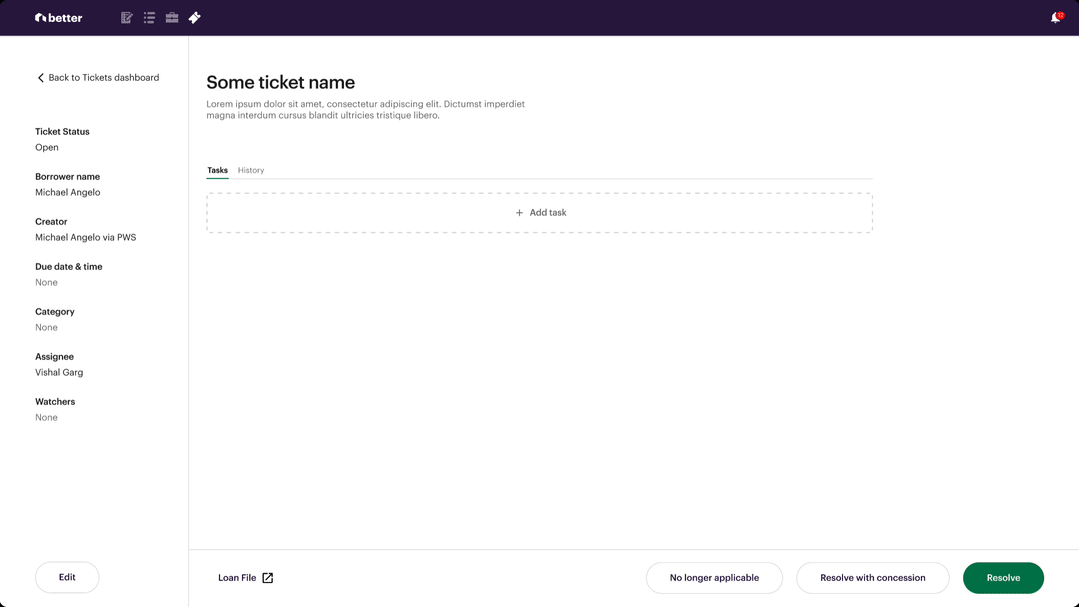 better
12
Back to Tickets dashboard
Ticket Status
Open
Borrower name
Michael Angelo
Creator
Michael Angelo via PWS
Due date & time
None
Category
None
Assignee
Vishal Garg
Watchers
None
Edit
Some ticket name
Lorem ipsum dolor sit amet, consectetur adipiscing elit. Dictumst imperdiet
magna interdum cursus blandit ultricies tristique libero.
Tasks History
+ Add task
Loan File
No longer applicable
Resolve with concession
Resolve